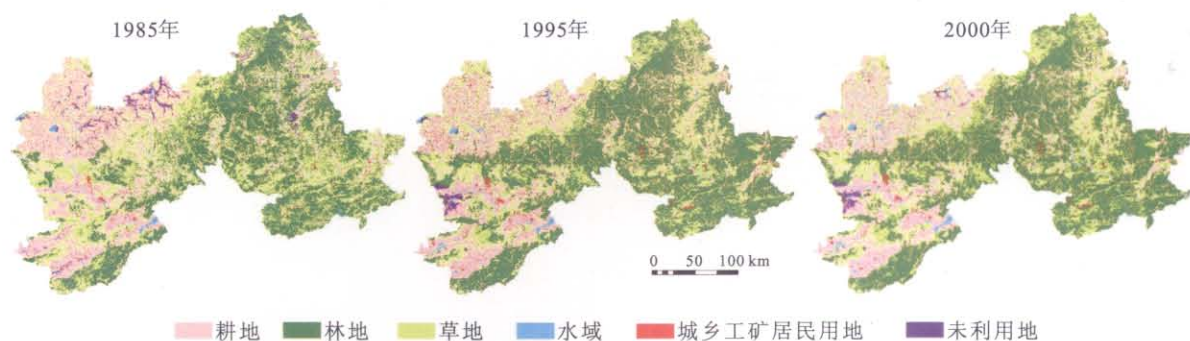 1985年
1995年
2000年
0 50 100 km
耕地 林地 草地 水域 城乡工矿居民用地 未利用地